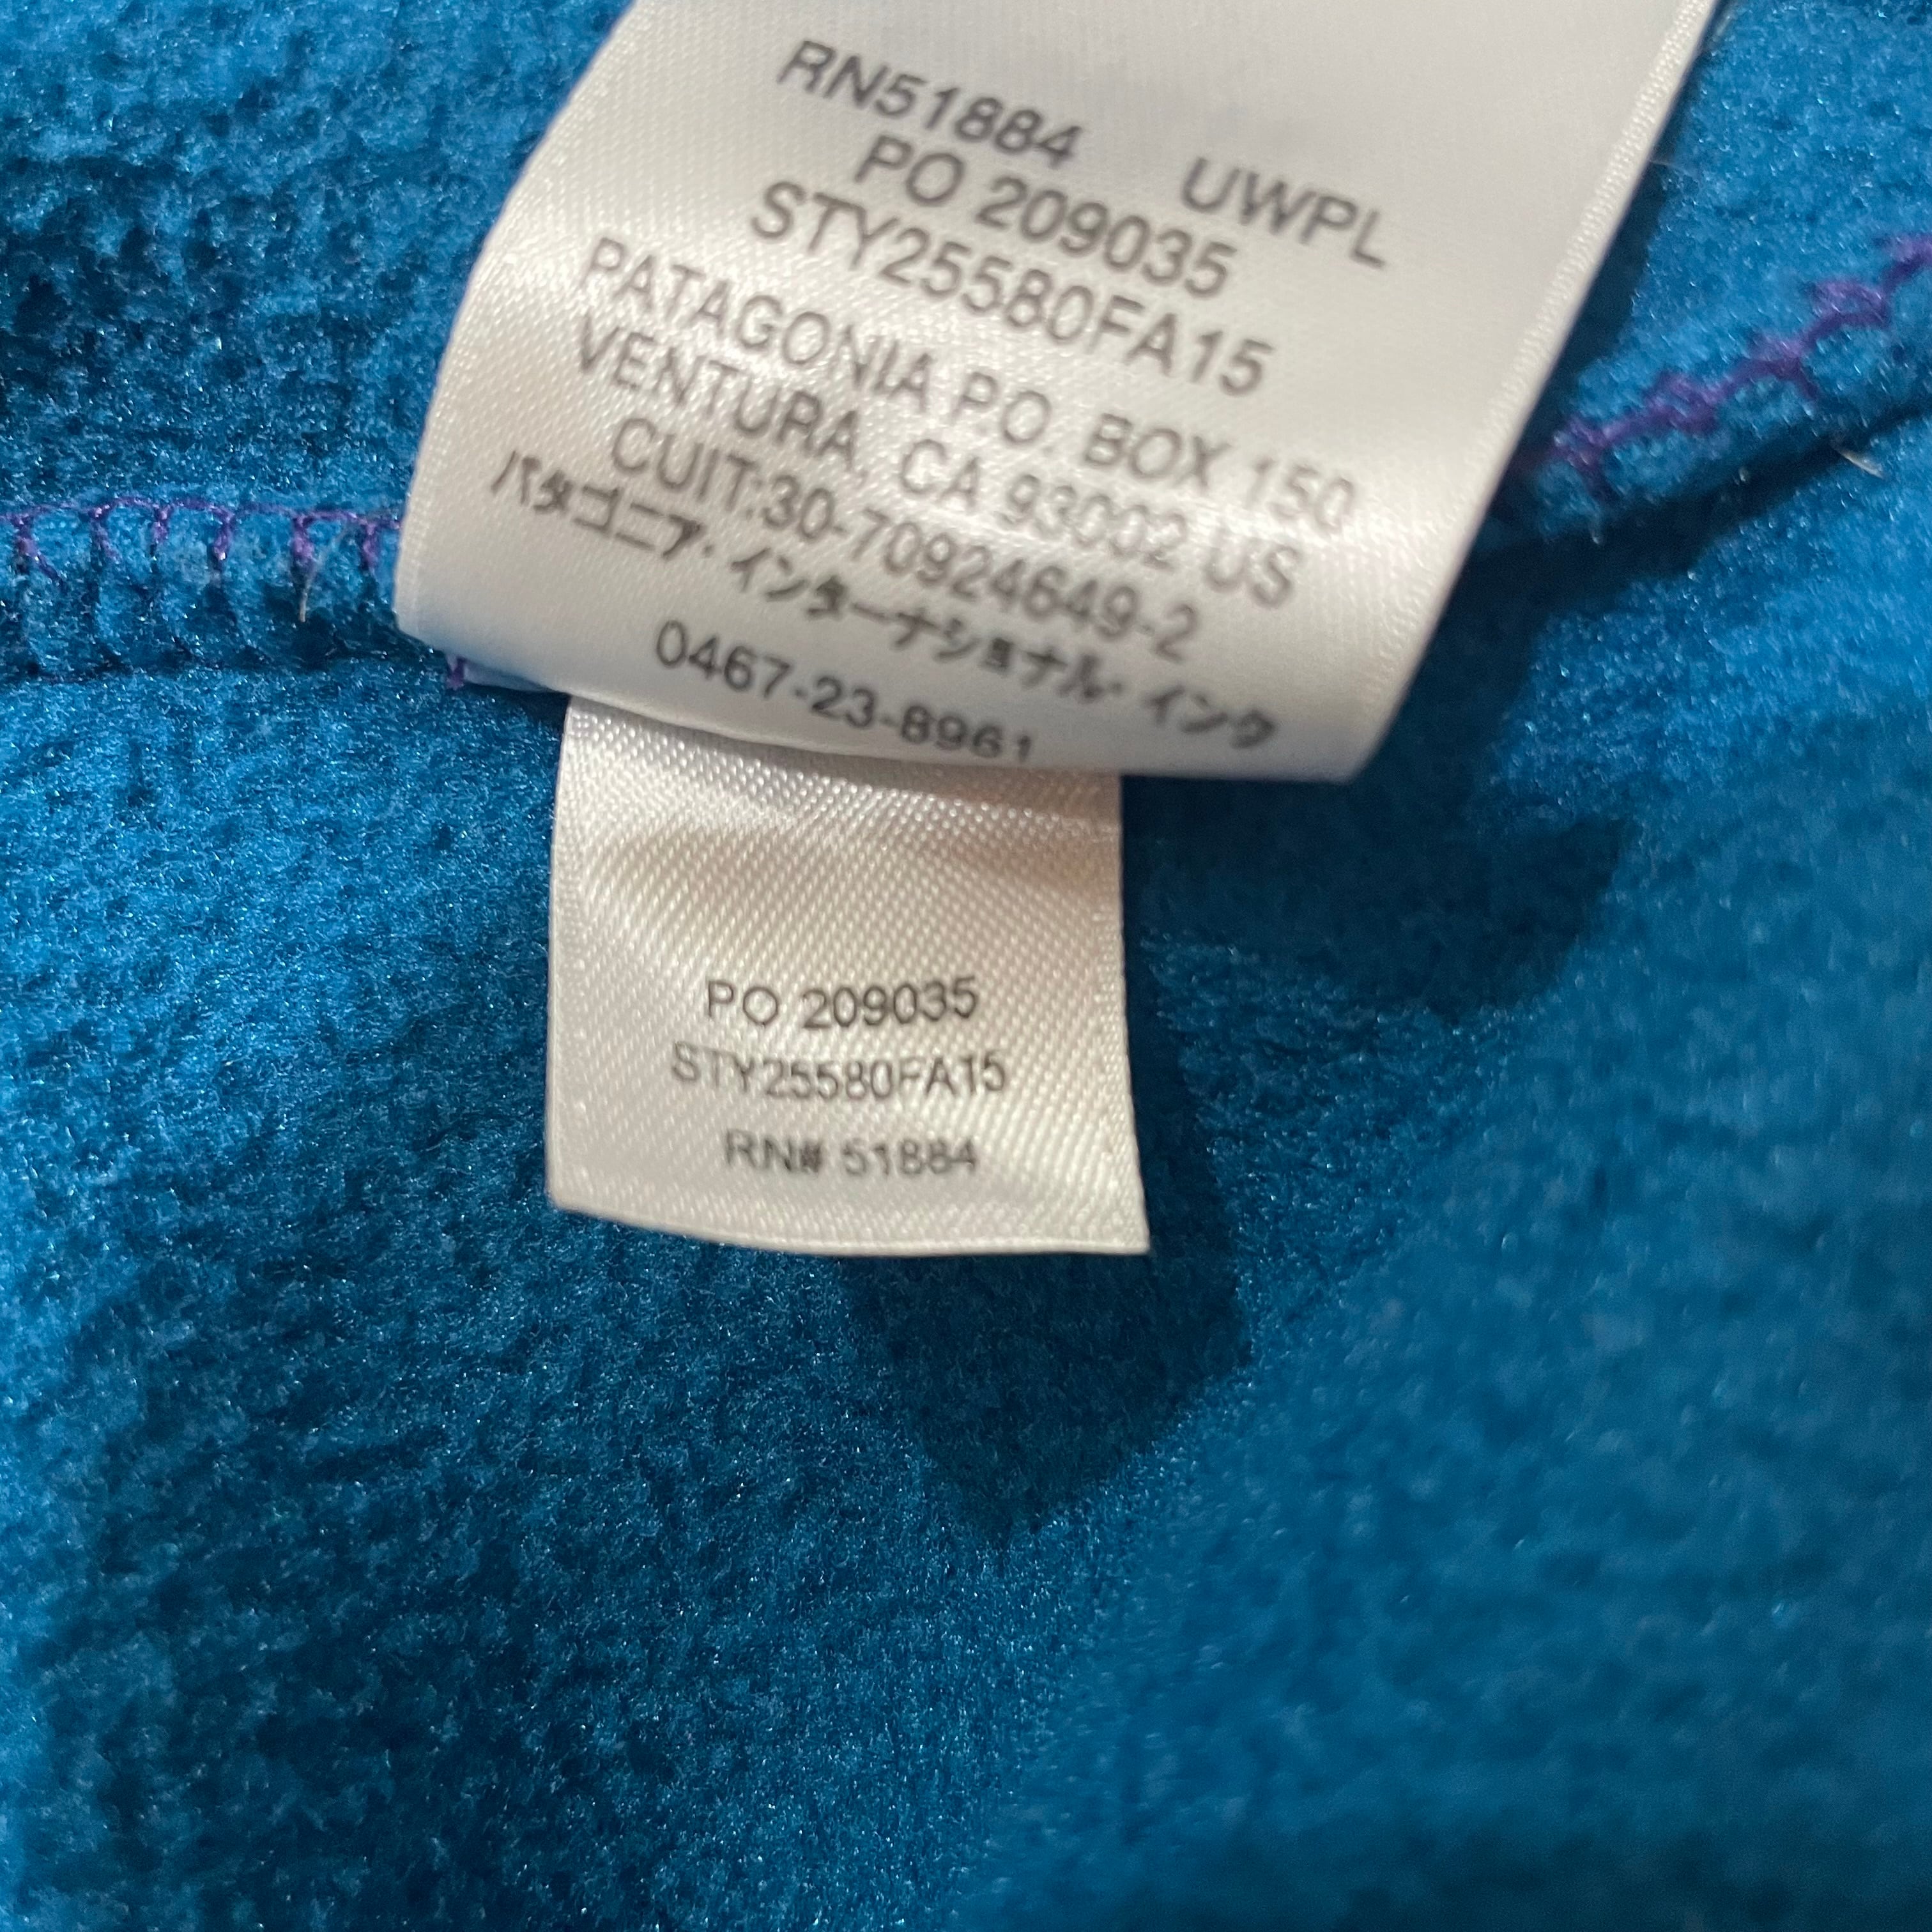 RN51884 UWPL
PO 209035
STY25580FA15
PATAGONIA P.O. BOX 150
VENTURA, CA 93002 US
CUIT:30-70924649-2
パタゴニア・インターナショナル・インク
0467-23-8961
PO 209035
STY25580FA15
RN# 51884